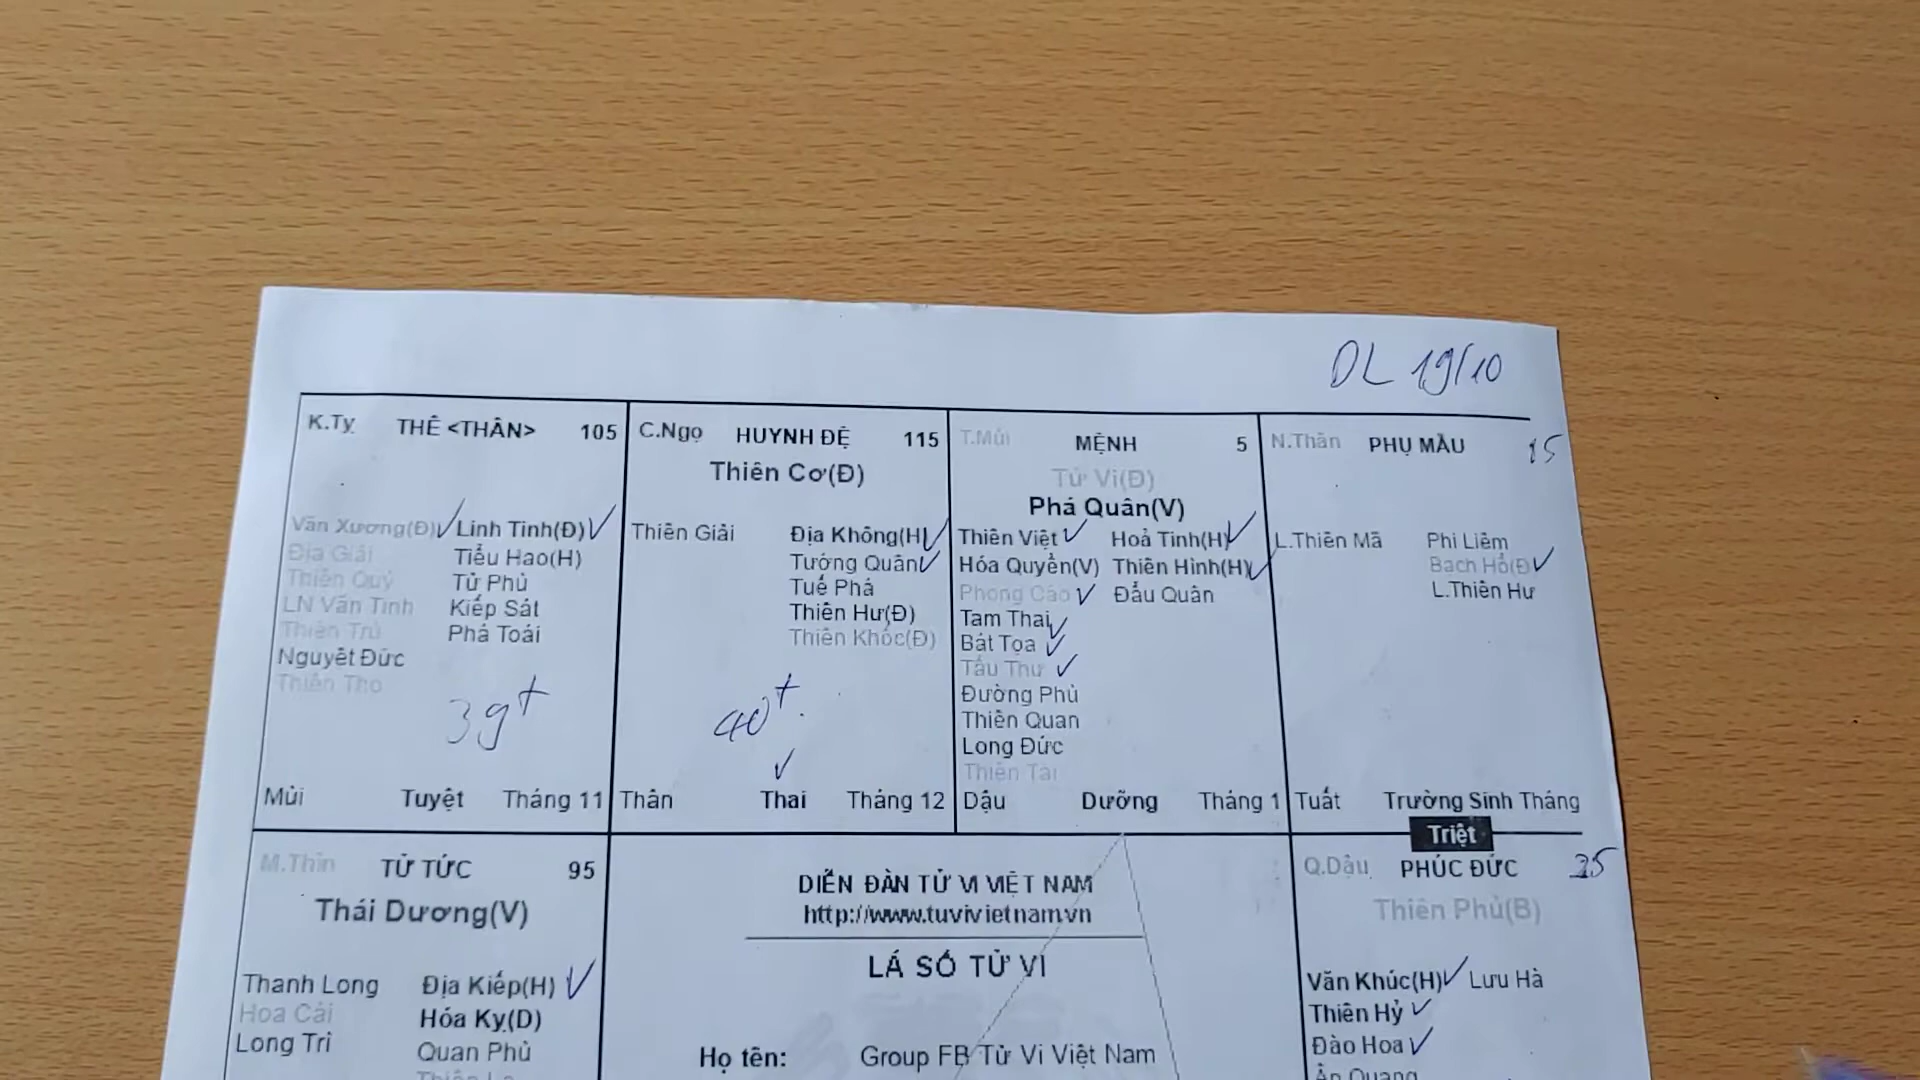 DL 19/10
K.Tỵ THÊ <THÂN> 105
Văn Xương(Đ) Linh Tinh(Đ)
Địa Giải Tiểu Hao(H)
Thiên Quý Tử Phù
LN Văn Tinh Kiếp Sát
Thiên Trù Phá Toái
Nguyệt Đức
Thiên Thọ
39+
Mùi Tuyệt Tháng 11
C.Ngọ HUYNH ĐỆ 115
Thiên Cơ(Đ)
Thiên Giải Địa Không(H)
Tướng Quân
Tuế Phá
Thiên Hư(Đ)
Thiên Khốc(Đ)
40+
Thân Thai Tháng 12
T.Mùi MỆNH 5
Tử Vi(Đ)
Phá Quân(V)
Thiên Việt Hoả Tinh(H)
Hóa Quyền(V) Thiên Hình(H)
Phong Cáo Đẩu Quân
Tam Thai
Bát Tọa
Tấu Thư
Đường Phù
Thiên Quan
Long Đức
Thiên Tài
Dậu Dưỡng Tháng 1
N.Thân PHỤ MẪU 15
L.Thiên Mã Phi Liêm
Bạch Hổ(Đ)
L.Thiên Hư
Tuất Trường Sinh Tháng
Triệt
M.Thìn TỬ TỨC 95
Thái Dương(V)
Thanh Long Địa Kiếp(H)
Hoa Cái Hóa Kỵ(D)
Long Trì Quan Phù
DIỄN ĐÀN TỬ VI VIỆT NAM
http://www.tuvivietnam.vn
LÁ SỐ TỬ VI
Họ tên: Group FB Tử Vi Việt Nam
Q.Dậu PHÚC ĐỨC
Thiên Phủ(B)
Văn Khúc(H) Lưu Hà
Thiên Hỷ
Đào Hoa
Ân Quang